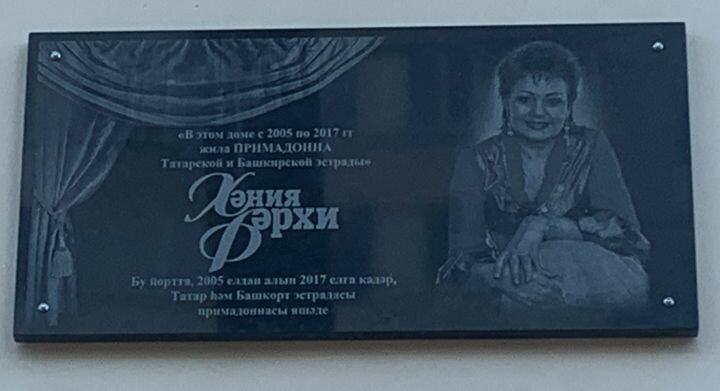 «В этом доме с 2005 по 2017 гг
жила ПРИМАДОННА
Татарской и Башкирской эстрады»
Хәния
Фәрхи
Бу йортта, 2005 елдан алып 2017 елга кадәр,
Татар һәм Башкорт эстрадасы
примадоннасы яшәде